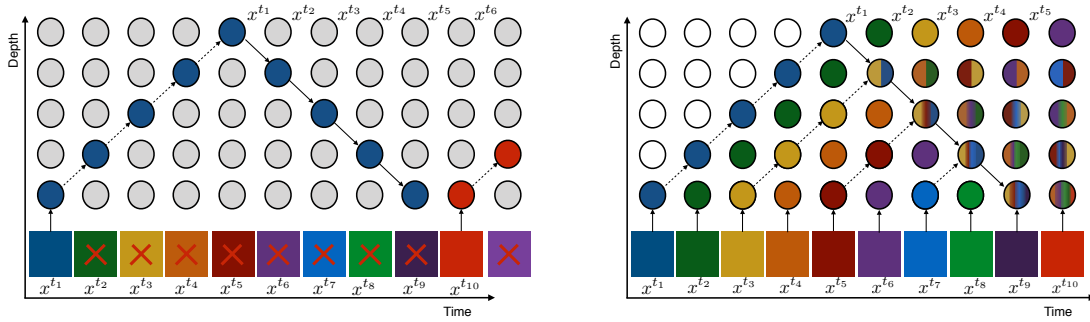 x^{t_1} x^{t_2} x^{t_3} x^{t_4} x^{t_5} x^{t_6}
Depth
x^{t_1} x^{t_2} x^{t_3} x^{t_4} x^{t_5} x^{t_6} x^{t_7} x^{t_8} x^{t_9} x^{t_{10}}
Time
x^{t_1} x^{t_2} x^{t_3} x^{t_4} x^{t_5}
Depth
x^{t_1} x^{t_2} x^{t_3} x^{t_4} x^{t_5} x^{t_6} x^{t_7} x^{t_8} x^{t_9} x^{t_{10}}
Time